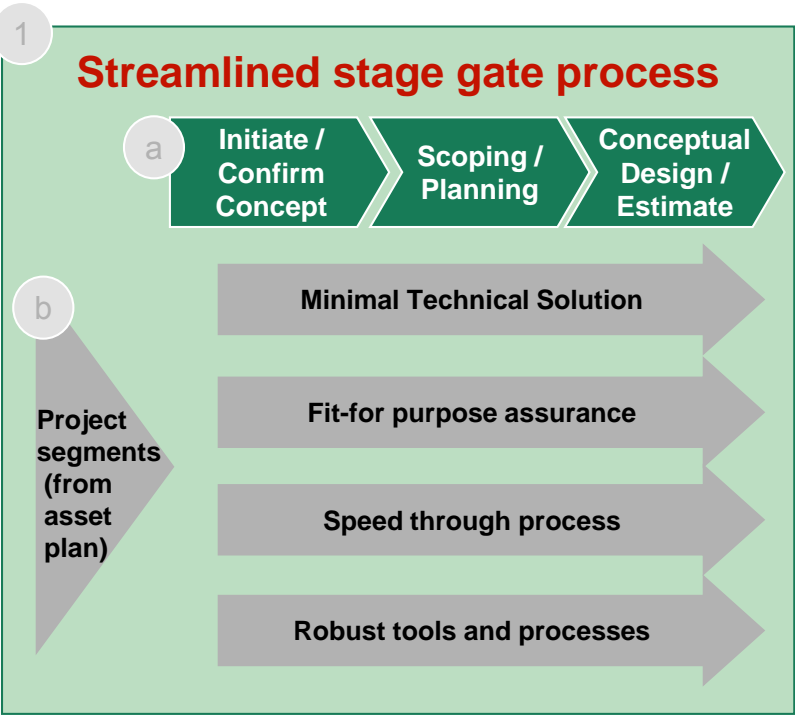 1
Streamlined stage gate process
a
Initiate /
Confirm
Concept
Scoping /
Planning
Conceptual
Design /
Estimate
b
Project
segments
(from
asset
plan)
Minimal Technical Solution
Fit-for purpose assurance
Speed through process
Robust tools and processes